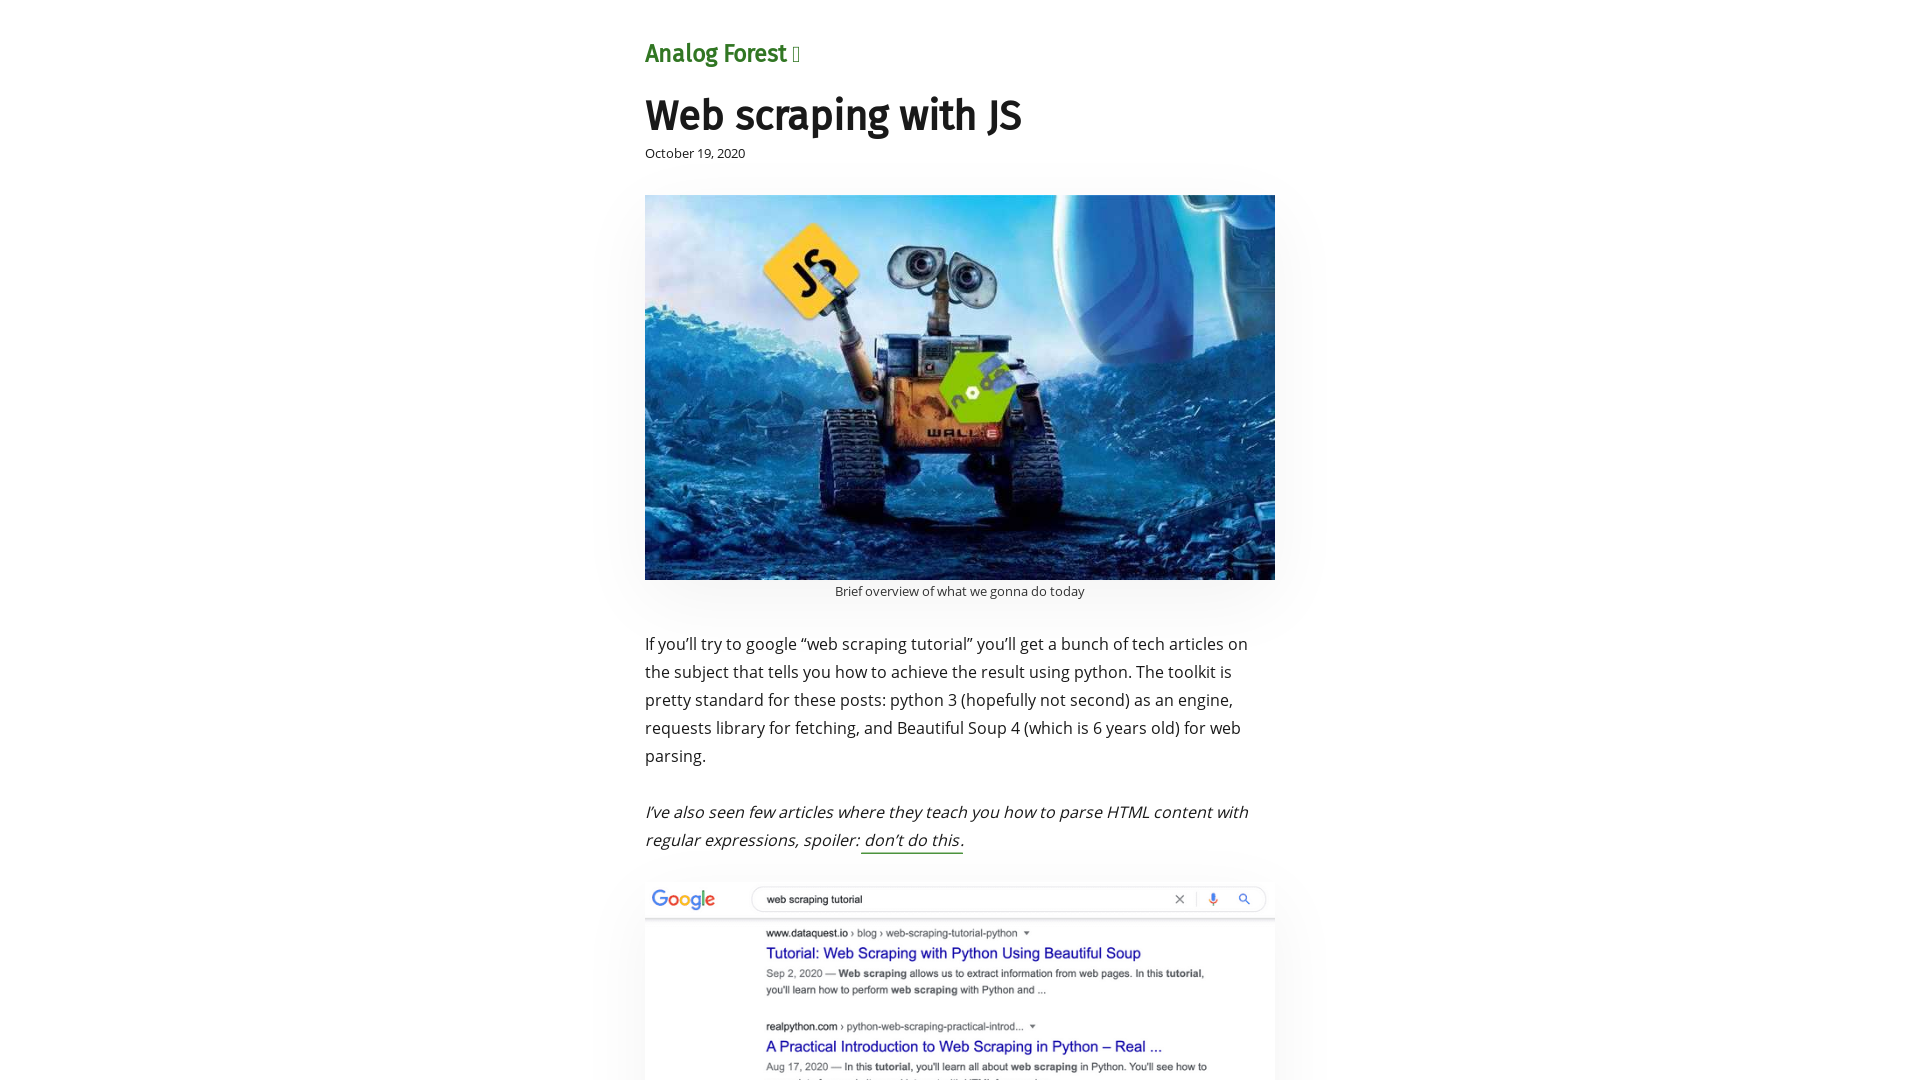 Analog Forest
Web scraping with JS
October 19, 2020
JS
node
WALL·E
Brief overview of what we gonna do today
If you’ll try to google “web scraping tutorial” you’ll get a bunch of tech articles on
the subject that tells you how to achieve the result using python. The toolkit is
pretty standard for these posts: python 3 (hopefully not second) as an engine,
requests library for fetching, and Beautiful Soup 4 (which is 6 years old) for web
parsing.
I’ve also seen few articles where they teach you how to parse HTML content with
regular expressions, spoiler: don’t do this.
Google web scraping tutorial
www.dataquest.io › blog › web-scraping-tutorial-python
Tutorial: Web Scraping with Python Using Beautiful Soup
Sep 2, 2020 — Web scraping allows us to extract information from web pages. In this tutorial,
you'll learn how to perform web scraping with Python and ...
realpython.com › python-web-scraping-practical-introd...
A Practical Introduction to Web Scraping in Python – Real ...
Aug 17, 2020 — In this tutorial, you'll learn all about web scraping in Python. You'll see how to